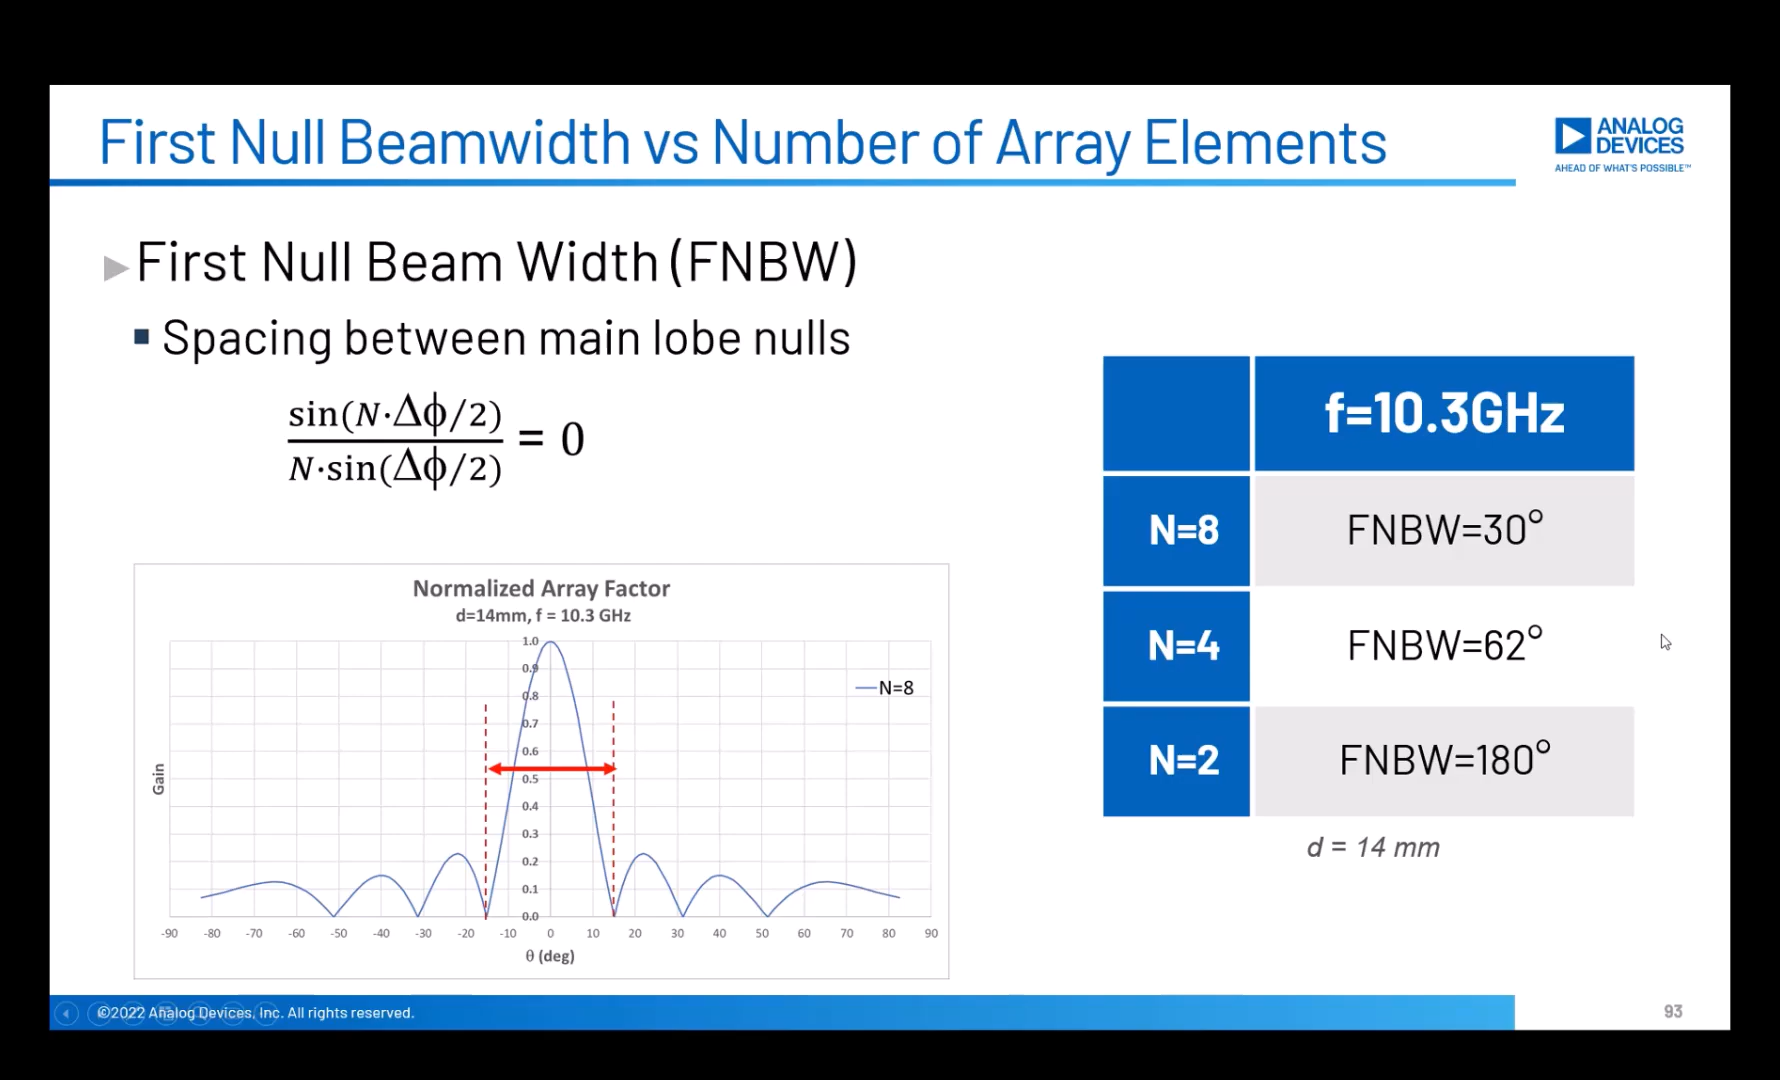 First Null Beamwidth vs Number of Array Elements
ANALOG
DEVICES
AHEAD OF WHAT'S POSSIBLE™
First Null Beam Width (FNBW)
Spacing between main lobe nulls
sin(N·Δϕ/2)
N·sin(Δϕ/2)
= 0
f=10.3GHz
N=8 FNBW=30°
N=4 FNBW=62°
N=2 FNBW=180°
d = 14 mm
Normalized Array Factor
d=14mm, f = 10.3 GHz
1.0
0.9
0.8
0.7
0.6
0.5
0.4
0.3
0.2
0.1
0.0
Gain
N=8
-90 -80 -70 -60 -50 -40 -30 -20 -10 0 10 20 30 40 50 60 70 80 90
θ (deg)
©2022 Analog Devices, Inc. All rights reserved.
93